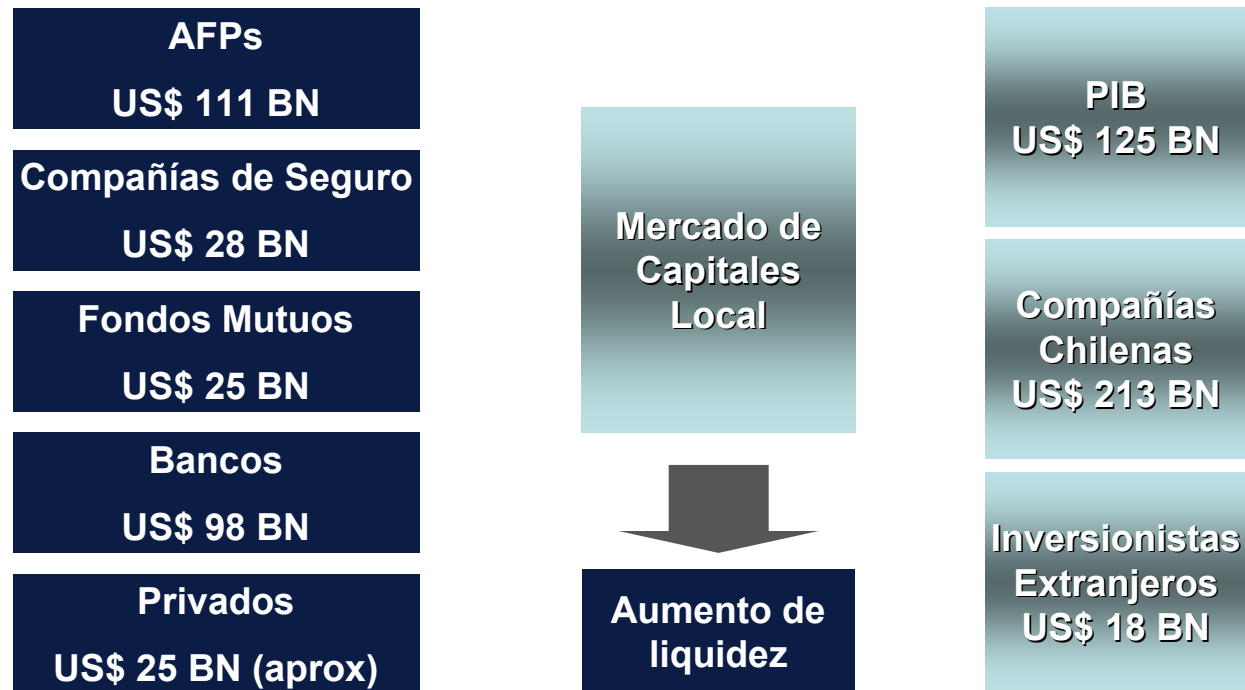 AFPs
US$ 111 BN
Compañías de Seguro
US$ 28 BN
Fondos Mutuos
US$ 25 BN
Bancos
US$ 98 BN
Privados
US$ 25 BN (aprox)
Mercado de
Capitales
Local
Aumento de
liquidez
PIB
US$ 125 BN
Compañías
Chilenas
US$ 213 BN
Inversionistas
Extranjeros
US$ 18 BN